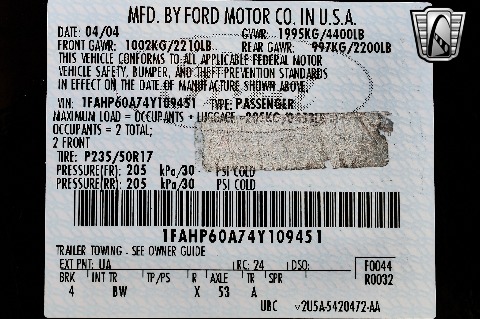 MFD. BY FORD MOTOR CO. IN U.S.A.
DATE: 04/04 GVWR: 1995KG/4400LB
FRONT GAWR: 1002KG/2210LB REAR GAWR: 997KG/2200LB
THIS VEHICLE CONFORMS TO ALL APPLICABLE FEDERAL MOTOR
VEHICLE SAFETY, BUMPER, AND THEFT PREVENTION STANDARDS
IN EFFECT ON THE DATE OF MANUFACTURE SHOWN ABOVE.
VIN: 1FAHP60A74Y109451 TYPE: PASSENGER
MAXIMUM LOAD = OCCUPANTS + LUGGAGE
OCCUPANTS = 2 TOTAL;
2 FRONT
TIRE: P235/50R17
PRESSURE(FR): 205 kPa/30 PSI COLD
PRESSURE(RR): 205 kPa/30 PSI COLD
1FAHP60A74Y109451
TRAILER TOWING - SEE OWNER GUIDE
EXT PNT: UA RC: 24 DSO: F0044
BRK INT TR TP/PS R AXLE TR SPR R0032
4 BW X 53 A
UBC V2U5A-5420472-AA